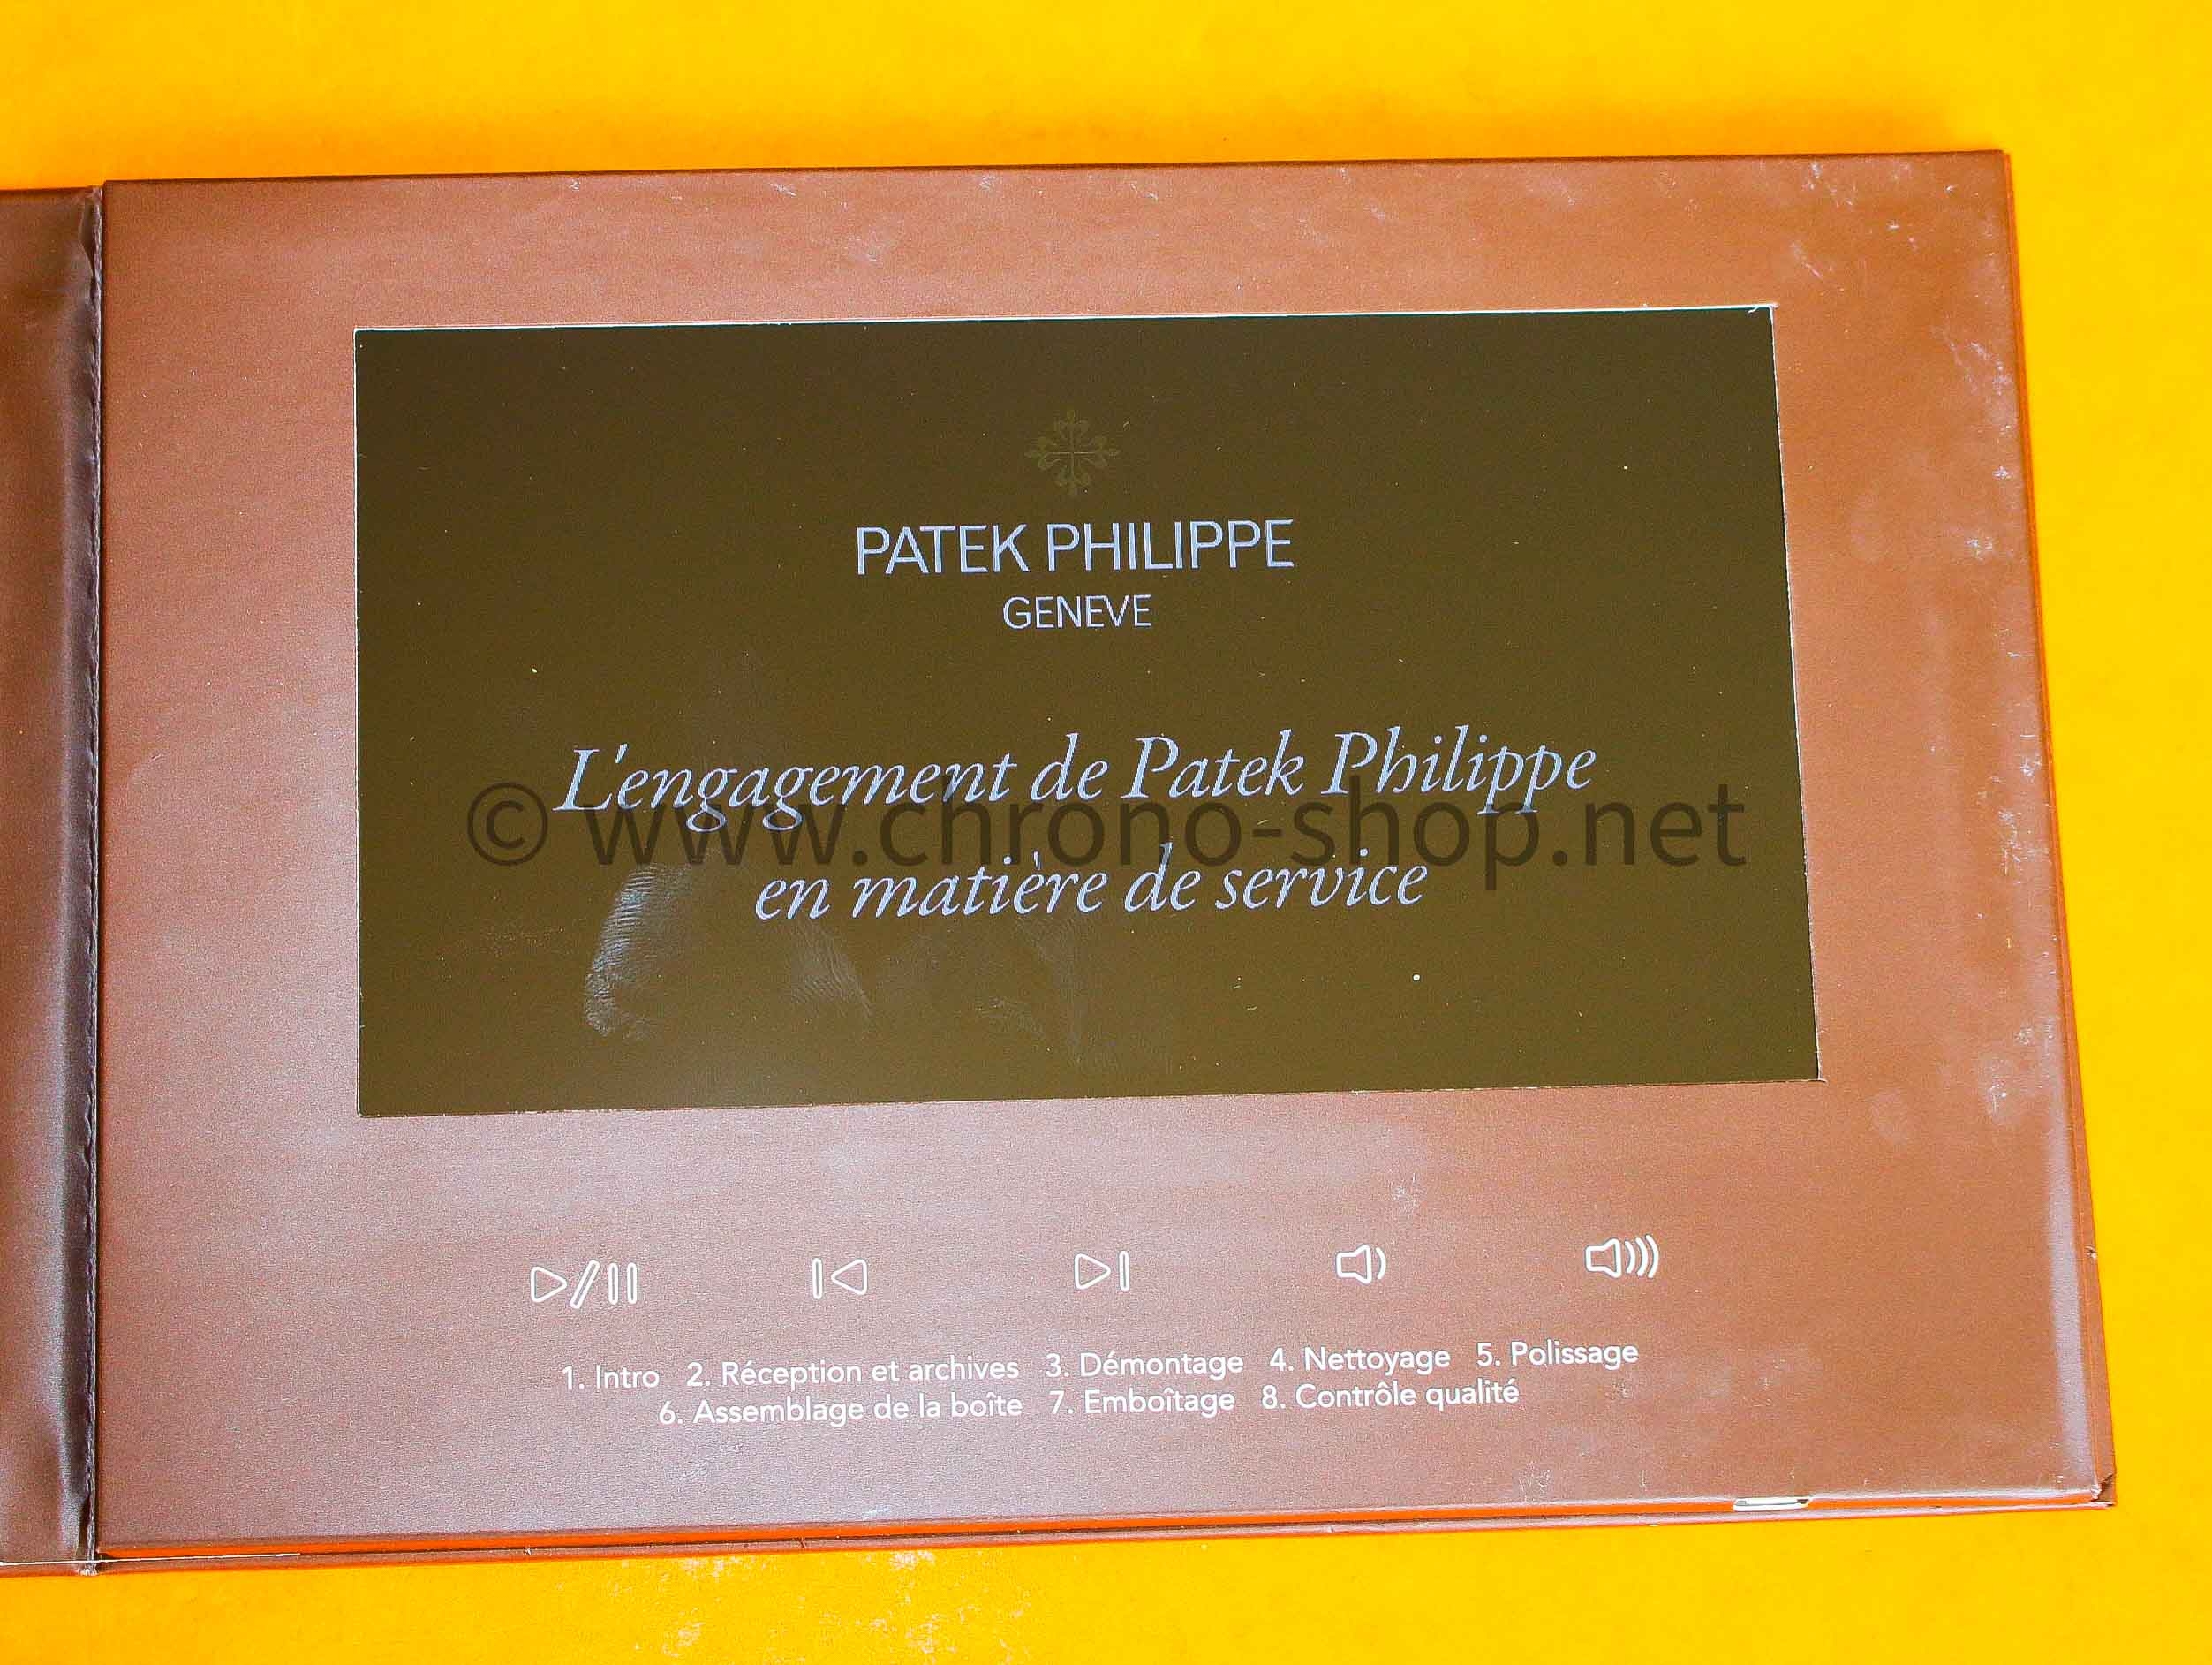 PATEK PHILIPPE
GENEVE
L'engagement de Patek Philippe
© www.chrono-shop.net
en matière de service
1. Intro 2. Réception et archives 3. Démontage 4. Nettoyage 5. Polissage
6. Assemblage de la boîte 7. Emboîtage 8. Contrôle qualité